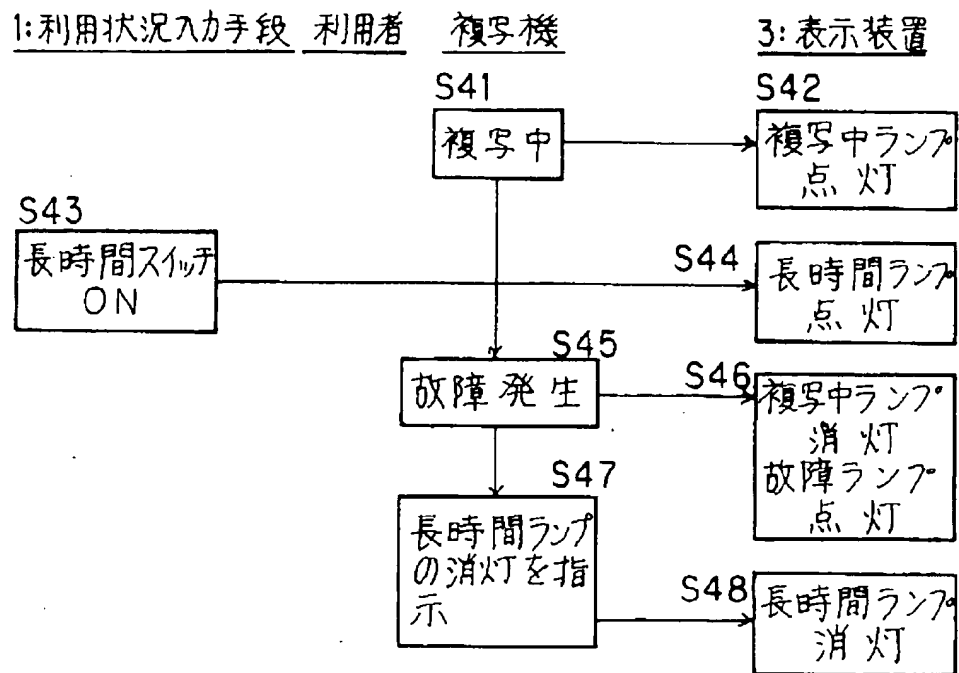 1:利用状況入力手段 利用者 複写機 3:表示装置
S41
複写中
S42
複写中ランプ
点灯
S43
長時間スイッチ
ON
S44
長時間ランプ
点灯
S45
故障発生
S46
複写中ランプ
消灯
故障ランプ
点灯
S47
長時間ランプ
の消灯を指
示
S48
長時間ランプ
消灯